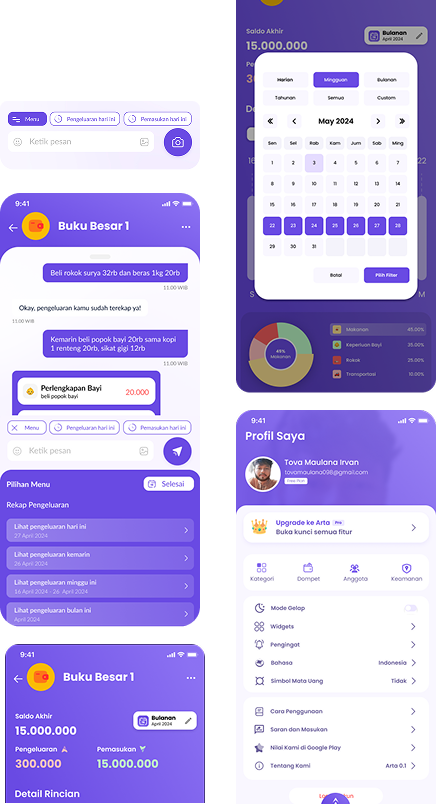 Menu
Pengeluaran hari ini
Pemasukan hari ini
Ketik pesan
9:41
Buku Besar 1
Beli rokok surya 32rb dan beras 1kg 20rb
11.00 WIB
Okay, pengeluaran kamu sudah terekap ya!
11.00 WIB
Kemarin beli popok bayi 20rb sama kopi
1 renteng 20rb, sikat gigi 12rb
11.00 WIB
Perlengkapan Bayi
beli popok bayi
20.000
Menu
Pengeluaran hari ini
Pemasukan hari ini
Ketik pesan
Pilihan Menu
Selesai
Rekap Pengeluaran
Lihat pengeluaran hari ini
27 April 2024
Lihat pengeluaran kemarin
26 April 2024
Lihat pengeluaran minggu ini
16 April 2024 - 26 April 2024
Lihat pengeluaran bulan ini
April 2024
9:41
Buku Besar 1
Saldo Akhir
15.000.000
Bulanan
April 2024
Pengeluaran
300.000
Pemasukan
15.000.000
Detail Rincian
Saldo Akhir
15.000.000
Bulanan
April 2024
Harian
Mingguan
Bulanan
Tahunan
Semua
Custom
May 2024
Sen Sel Rab Kam Jum Sab Ming
1 2 3 4 5 6 7
8 9 10 11 12 13 14
15 16 17 18 19 20 21
22 23 24 25 26 27 28
29 30 31
Batal
Pilih Filter
45%
Makanan
Makanan 45.00%
Keperluan Bayi 35.00%
Rokok 25.00%
Transportasi 10.00%
9:41
Profil Saya
Tova Maulana Irvan
tovamaulana098@gmail.com
Free Plan
Upgrade ke Arta Pro
Buka kunci semua fitur
Kategori
Dompet
Anggota
Keamanan
Mode Gelap
Widgets
Pengingat
Bahasa
Indonesia
Simbol Mata Uang
Tidak
Cara Penggunaan
Saran dan Masukan
Nilai Kami di Google Play
Tentang Kami
Arta 0.1